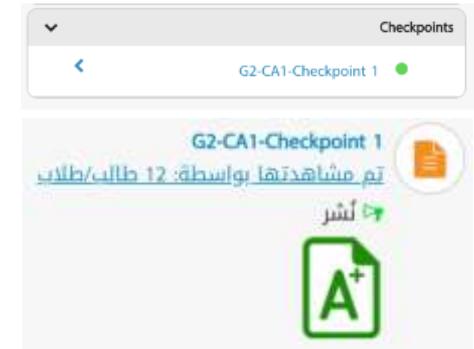 Checkpoints
G2-CA1-Checkpoint 1
G2-CA1-Checkpoint 1
تم مشاهدتها بواسطة: 12 طالب/طلاب
نُشر
A+